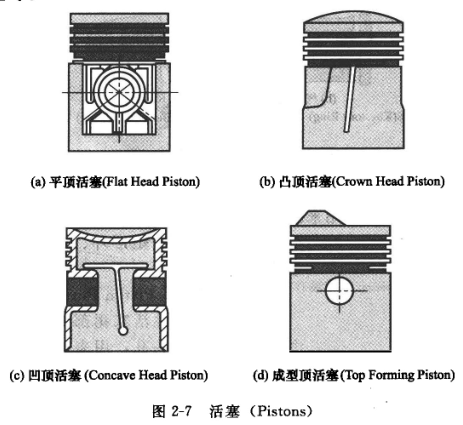 (a) 平顶活塞(Flat Head Piston)
(b) 凸顶活塞(Crown Head Piston)
(c) 凹顶活塞 (Concave Head Piston)
(d) 成型顶活塞(Top Forming Piston)
图 2-7 活塞 (Pistons)